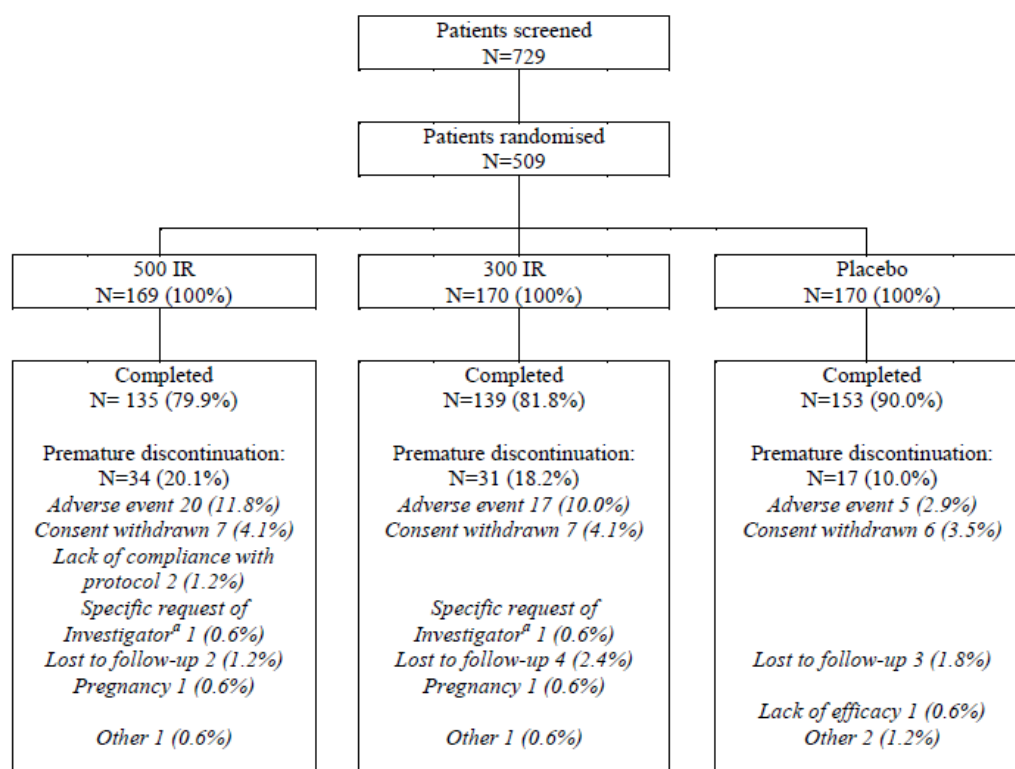 Patients screened
N=729
Patients randomised
N=509
500 IR
N=169 (100%)
300 IR
N=170 (100%)
Placebo
N=170 (100%)
Completed
N= 135 (79.9%)
Premature discontinuation:
N=34 (20.1%)
Adverse event 20 (11.8%)
Consent withdrawn 7 (4.1%)
Lack of compliance with
protocol 2 (1.2%)
Specific request of
Investigatorᵃ 1 (0.6%)
Lost to follow-up 2 (1.2%)
Pregnancy 1 (0.6%)
Other 1 (0.6%)
Completed
N=139 (81.8%)
Premature discontinuation:
N=31 (18.2%)
Adverse event 17 (10.0%)
Consent withdrawn 7 (4.1%)
Specific request of
Investigatorᵃ 1 (0.6%)
Lost to follow-up 4 (2.4%)
Pregnancy 1 (0.6%)
Other 1 (0.6%)
Completed
N=153 (90.0%)
Premature discontinuation:
N=17 (10.0%)
Adverse event 5 (2.9%)
Consent withdrawn 6 (3.5%)
Lost to follow-up 3 (1.8%)
Lack of efficacy 1 (0.6%)
Other 2 (1.2%)